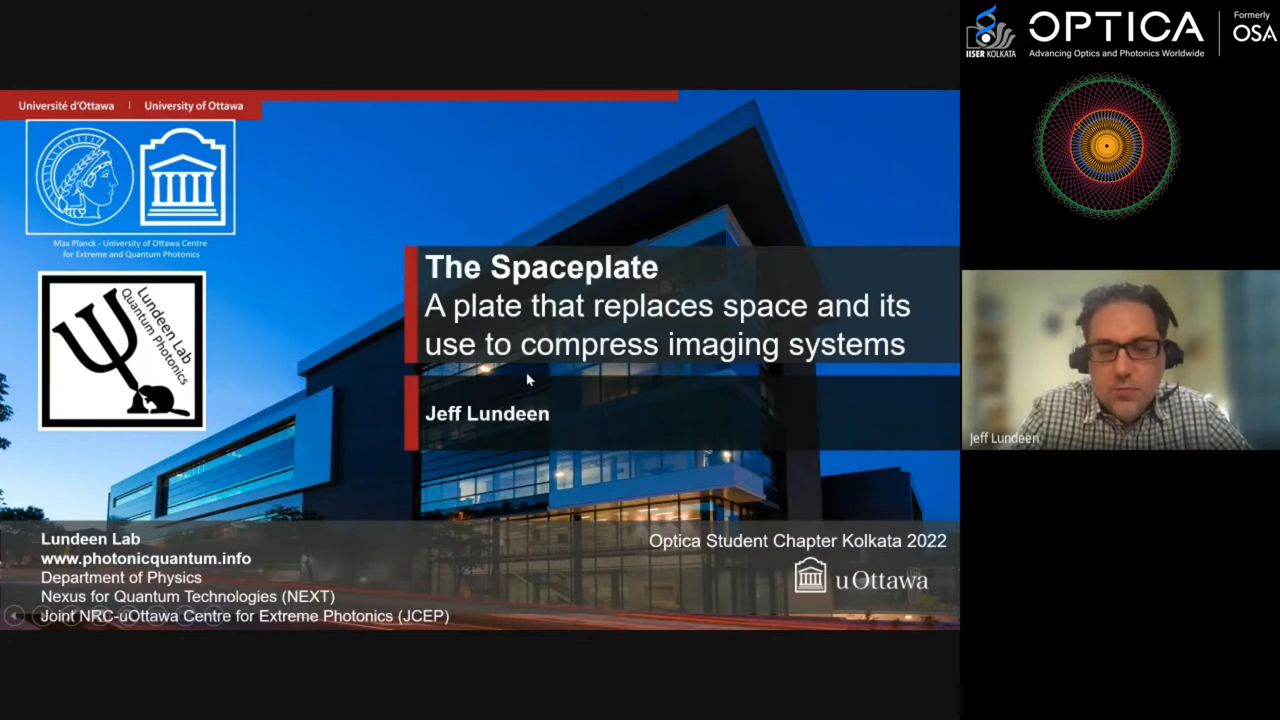 Université d'Ottawa | University of Ottawa
Max Planck - University of Ottawa Centre
for Extreme and Quantum Photonics
Lundeen Lab
Quantum Photonics
The Spaceplate
A plate that replaces space and its
use to compress imaging systems
Jeff Lundeen
Lundeen Lab
www.photonicquantum.info
Department of Physics
Nexus for Quantum Technologies (NEXT)
Joint NRC-uOttawa Centre for Extreme Photonics (JCEP)
Optica Student Chapter Kolkata 2022
uOttawa
IISER KOLKATA
OPTICA
Advancing Optics and Photonics Worldwide
Formerly
OSA
Jeff Lundeen